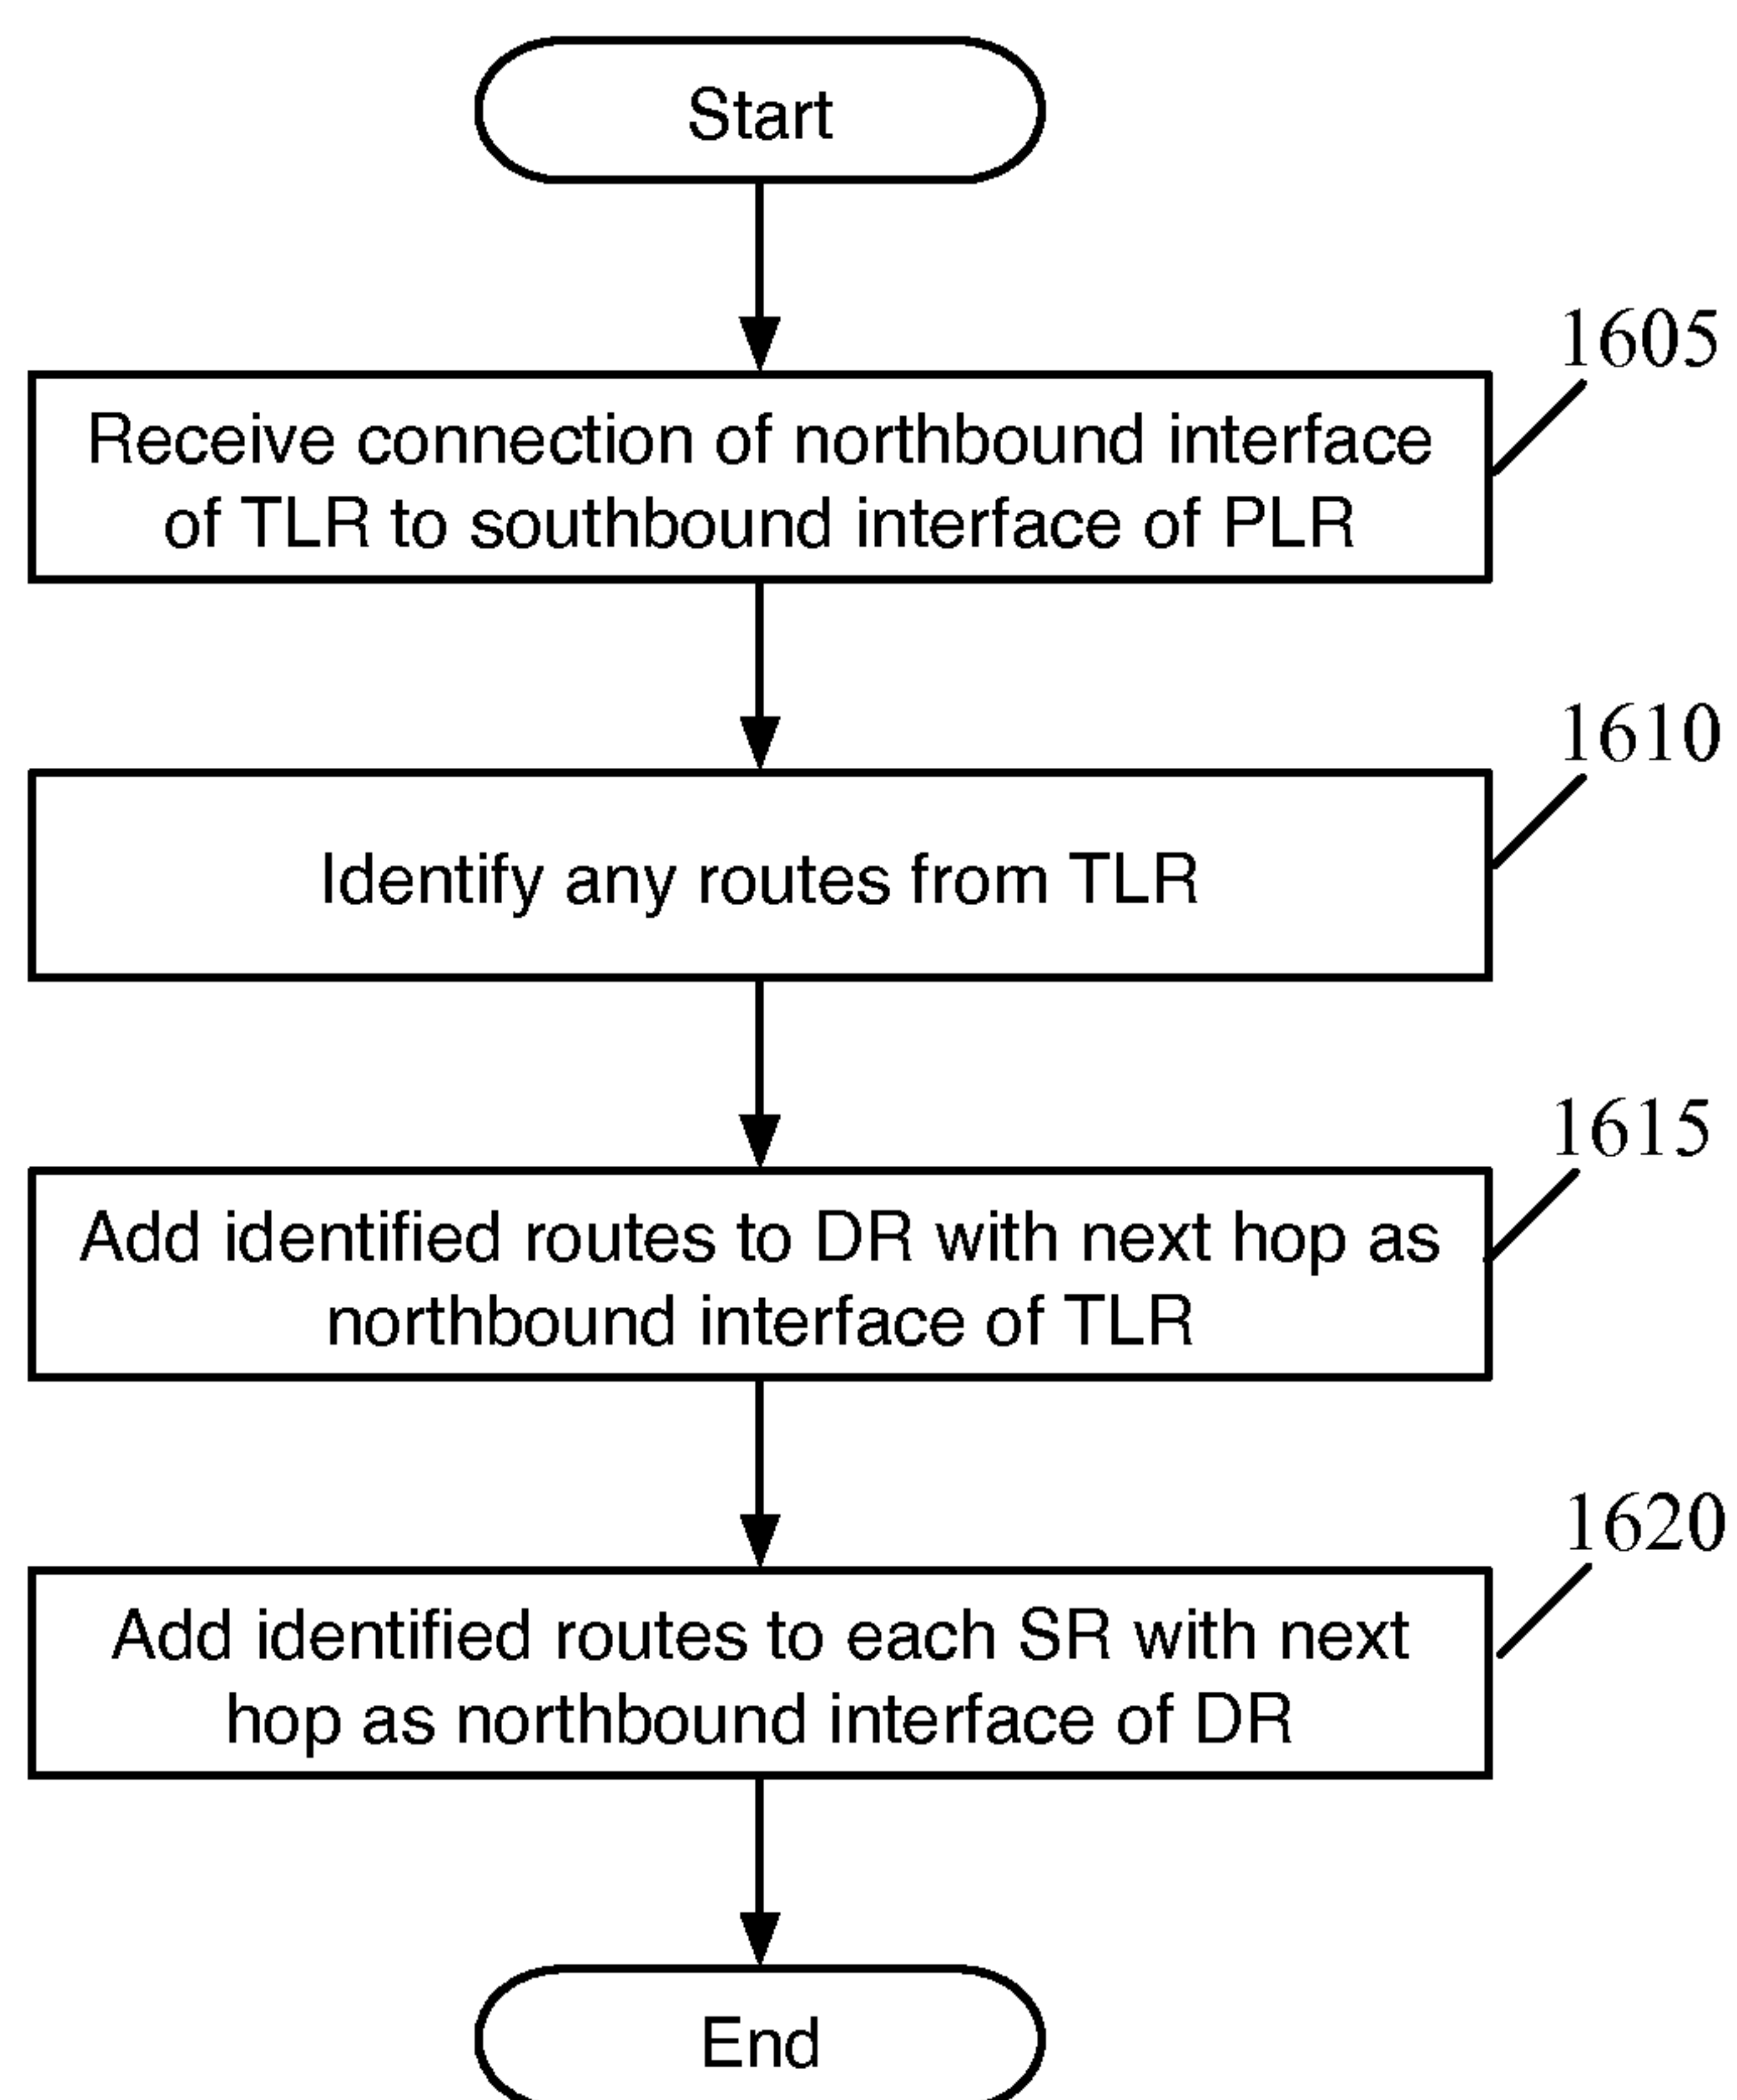 Start
1605
Receive connection of northbound interface
of TLR to southbound interface of PLR
1610
Identify any routes from TLR
1615
Add identified routes to DR with next hop as
northbound interface of TLR
1620
Add identified routes to each SR with next
hop as northbound interface of DR
End